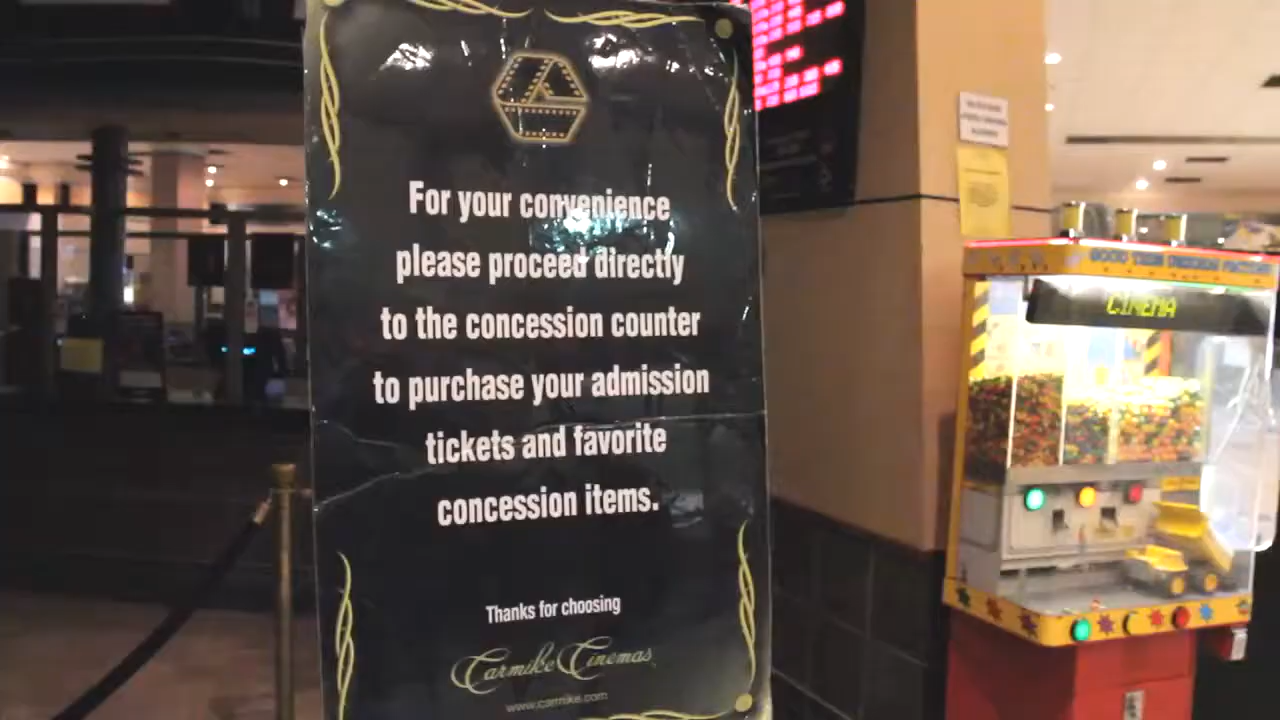 For your convenience
please proceed directly
to the concession counter
to purchase your admission
tickets and favorite
concession items.
Thanks for choosing
Carmike Cinemas
www.carmike.com
CINEMA